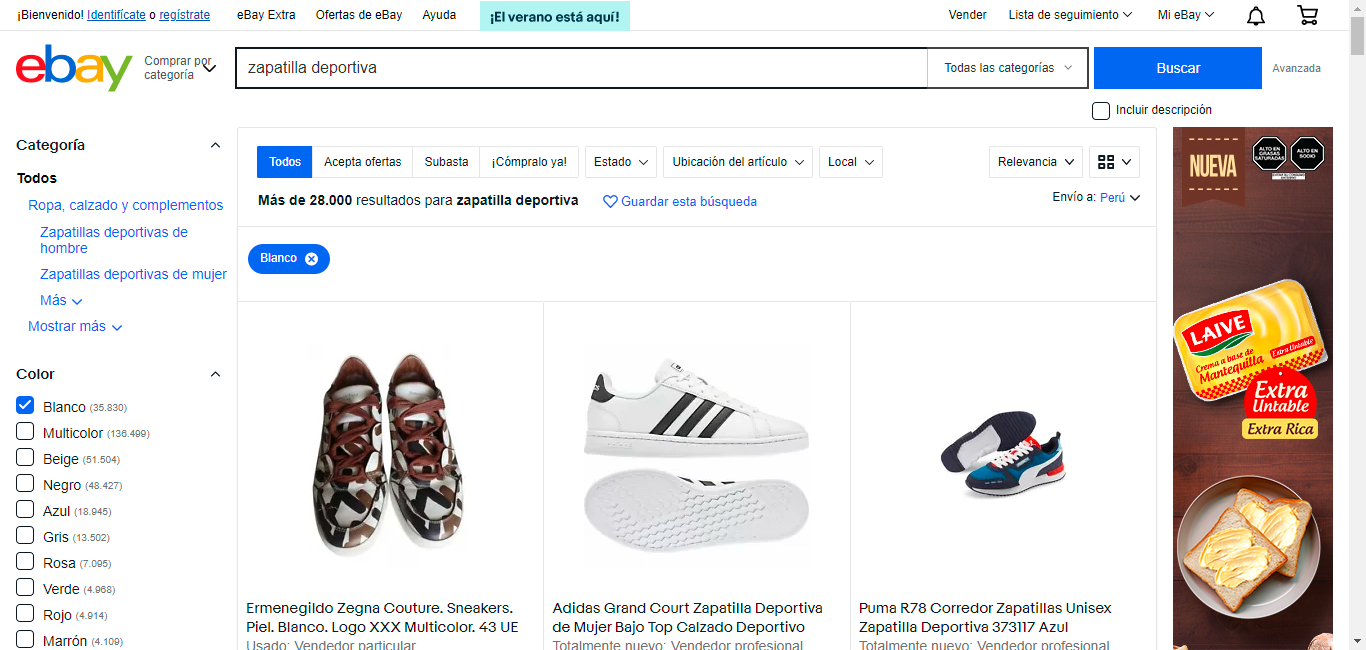 ¡Bienvenido! Identifícate o regístrate
eBay Extra
Ofertas de eBay
Ayuda
¡El verano está aquí!
Vender
Lista de seguimiento
Mi eBay
ebay
Comprar por
categoría
zapatilla deportiva
Todas las categorías
Buscar
Avanzada
Incluir descripción
Categoría
Todos
Ropa, calzado y complementos
Zapatillas deportivas de
hombre
Zapatillas deportivas de mujer
Más
Mostrar más
Color
Blanco (35.830)
Multicolor (136.499)
Beige (51.504)
Negro (48.427)
Azul (18.945)
Gris (13.502)
Rosa (7.095)
Verde (4.968)
Rojo (4.914)
Marrón (4.109)
Todos
Acepta ofertas
Subasta
¡Cómpralo ya!
Estado
Ubicación del artículo
Local
Relevancia
Más de 28.000 resultados para zapatilla deportiva
Guardar esta búsqueda
Envío a: Perú
Blanco
Ermenegildo Zegna Couture. Sneakers.
Piel. Blanco. Logo XXX Multicolor. 43 UE
Usado: Vendedor particular
Adidas Grand Court Zapatilla Deportiva
de Mujer Bajo Top Calzado Deportivo
Totalmente nuevo: Vendedor profesional
Puma R78 Corredor Zapatillas Unisex
Zapatilla Deportiva 373117 Azul
Totalmente nuevo: Vendedor profesional
NUEVA
ALTO EN
GRASAS
SATURADAS
ALTO EN
SODIO
LAIVE
Crema a base de
Mantequilla
Extra Untable
Extra
Untable
Extra Rica